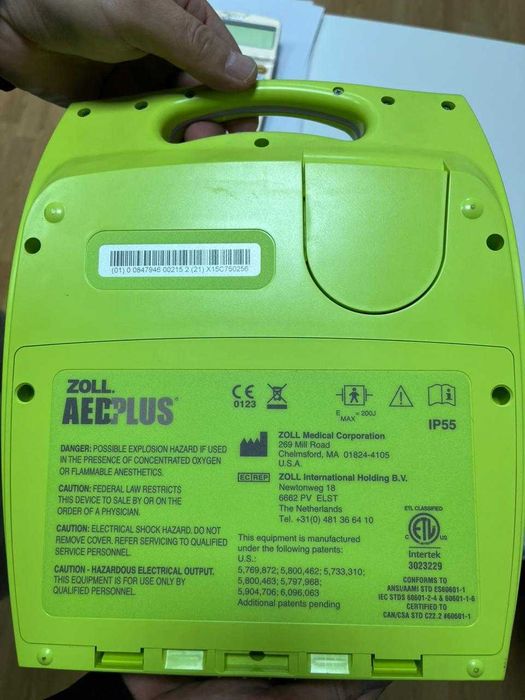 (01) 0 0847946 00215 2 (21) X15C750256
ZOLL
AED PLUS®
CE
0123
EMAX = 200J
IP55
DANGER: POSSIBLE EXPLOSION HAZARD IF USED
IN THE PRESENCE OF CONCENTRATED OXYGEN
OR FLAMMABLE ANESTHETICS.
CAUTION: FEDERAL LAW RESTRICTS
THIS DEVICE TO SALE BY OR ON THE
ORDER OF A PHYSICIAN.
CAUTION: ELECTRICAL SHOCK HAZARD. DO NOT
REMOVE COVER. REFER SERVICING TO QUALIFIED
SERVICE PERSONNEL.
CAUTION - HAZARDOUS ELECTRICAL OUTPUT.
THIS EQUIPMENT IS FOR USE ONLY BY
QUALIFIED PERSONNEL.
ZOLL Medical Corporation
269 Mill Road
Chelmsford, MA 01824-4105
U.S.A.
EC REP
ZOLL International Holding B.V.
Newtonweg 18
6662 PV ELST
The Netherlands
Tel. +31(0) 481 36 64 10
This equipment is manufactured
under the following patents:
U.S.:
5,769,872; 5,800,462; 5,733,310;
5,800,463; 5,797,968;
5,904,706; 6,096,063
Additional patents pending
ETL CLASSIFIED
C ETL US
Intertek
3023229
CONFORMS TO
ANSI/AAMI STD ES60601-1
IEC STDS 60601-2-4 & 60601-1-6
CERTIFIED TO
CAN/CSA STD C22.2 #60601-1